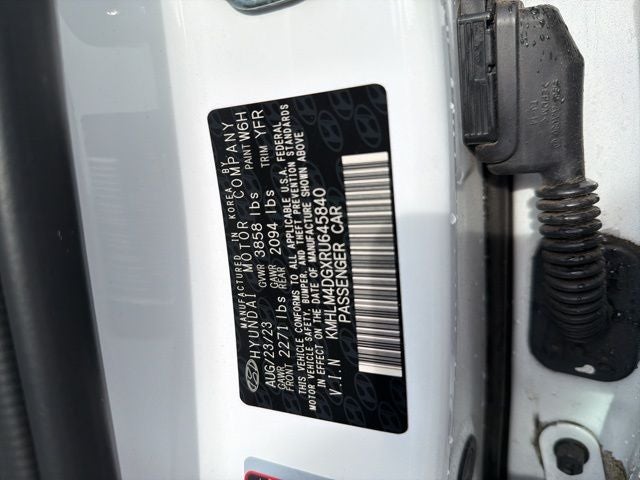 MANUFACTURED IN KOREA BY
HYUNDAI MOTOR COMPANY
AUG/23/23 GVWR 3858 lbs PAINT W6H
GAWR FRONT 2271 lbs GAWR REAR 2094 lbs TRIM YFR
THIS VEHICLE CONFORMS TO ALL APPLICABLE U.S.A. FEDERAL
MOTOR VEHICLE SAFETY, BUMPER, AND THEFT PREVENTION STANDARDS
IN EFFECT ON THE DATE OF MANUFACTURE SHOWN ABOVE
V.I.N KMHLM4DGXRU645840
PASSENGER CAR